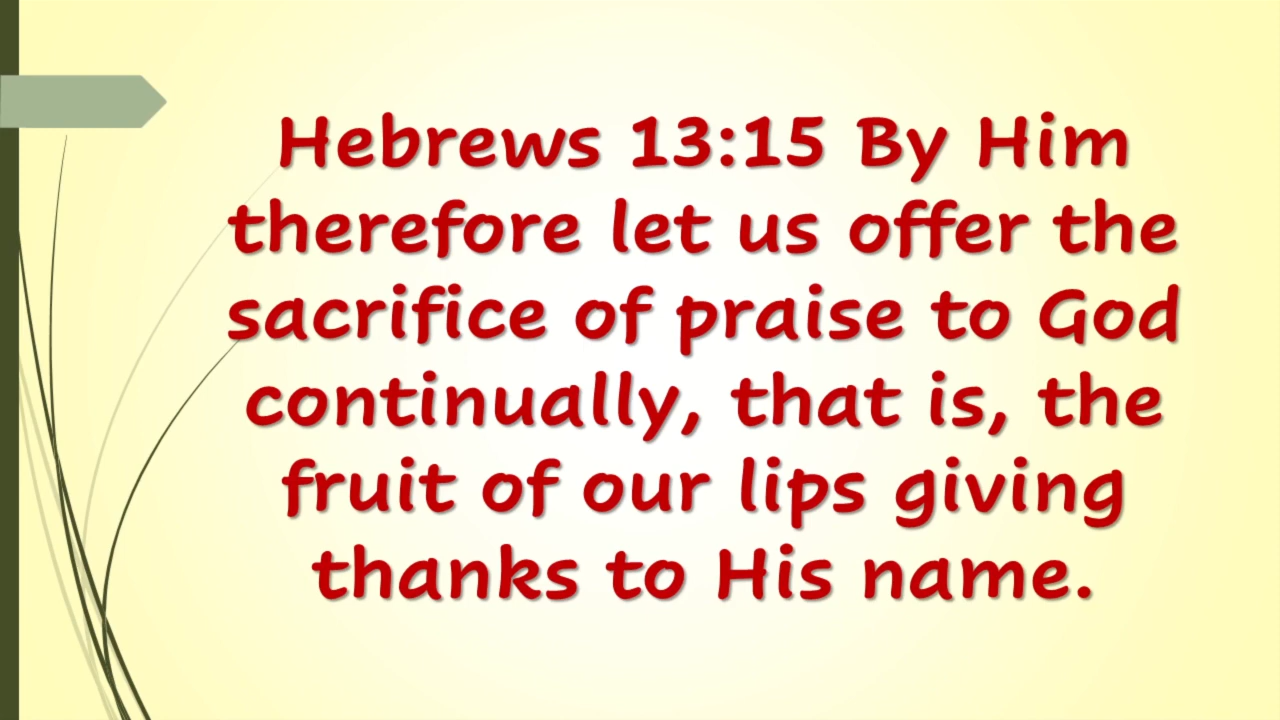 Hebrews 13:15 By Him
therefore let us offer the
sacrifice of praise to God
continually, that is, the
fruit of our lips giving
thanks to His name.